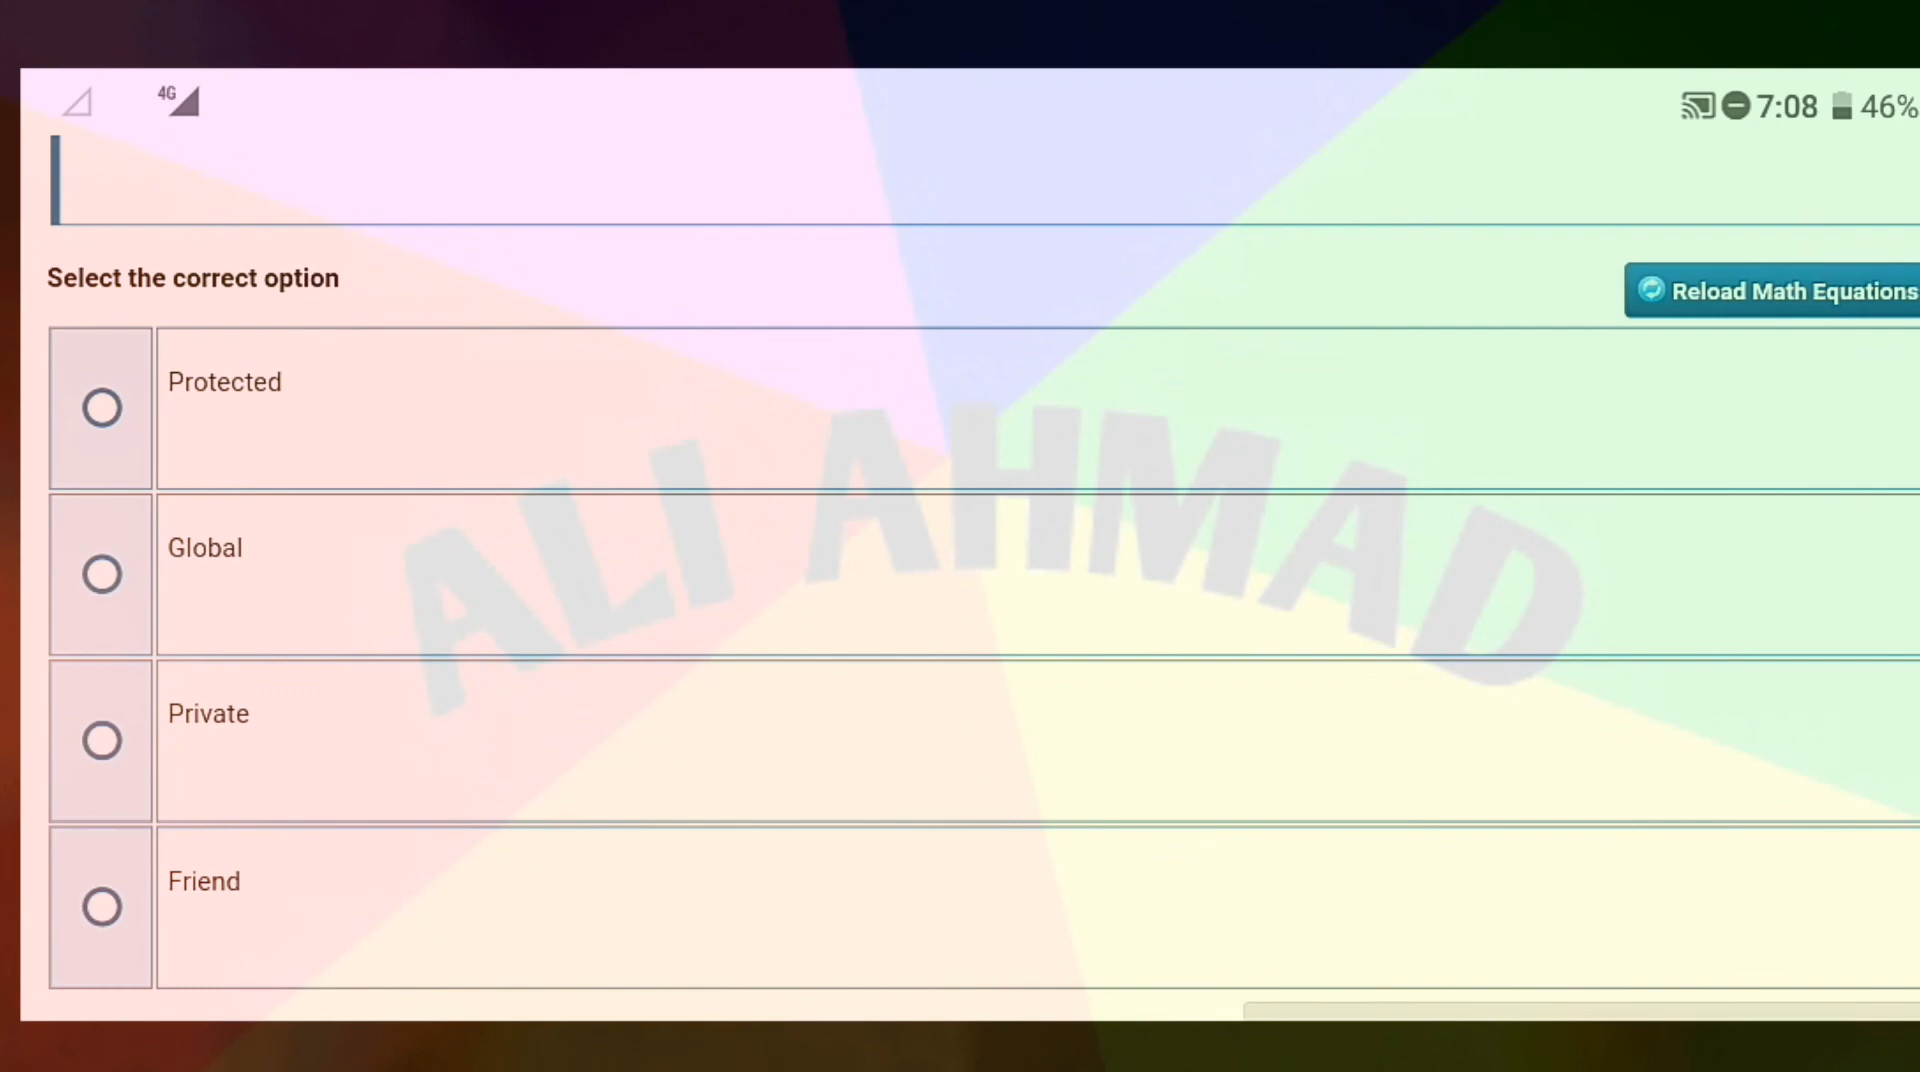 4G 7:08 46%
Select the correct option
Reload Math Equations
Protected
ALI AHMAD
Global
Private
Friend